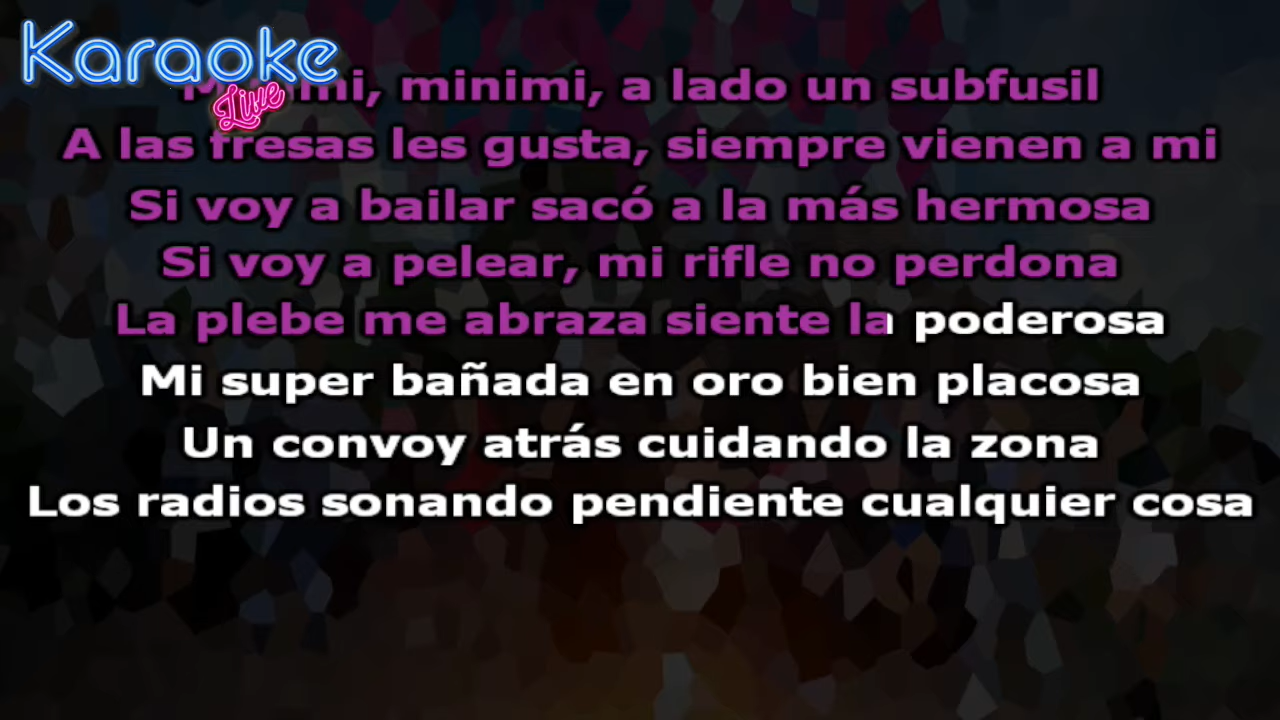 Karaoke
Live
minimi, a lado un subfusil
A las fresas les gusta, siempre vienen a mi
Si voy a bailar sacó a la más hermosa
Si voy a pelear, mi rifle no perdona
La plebe me abraza siente la poderosa
Mi super bañada en oro bien placosa
Un convoy atrás cuidando la zona
Los radios sonando pendiente cualquier cosa